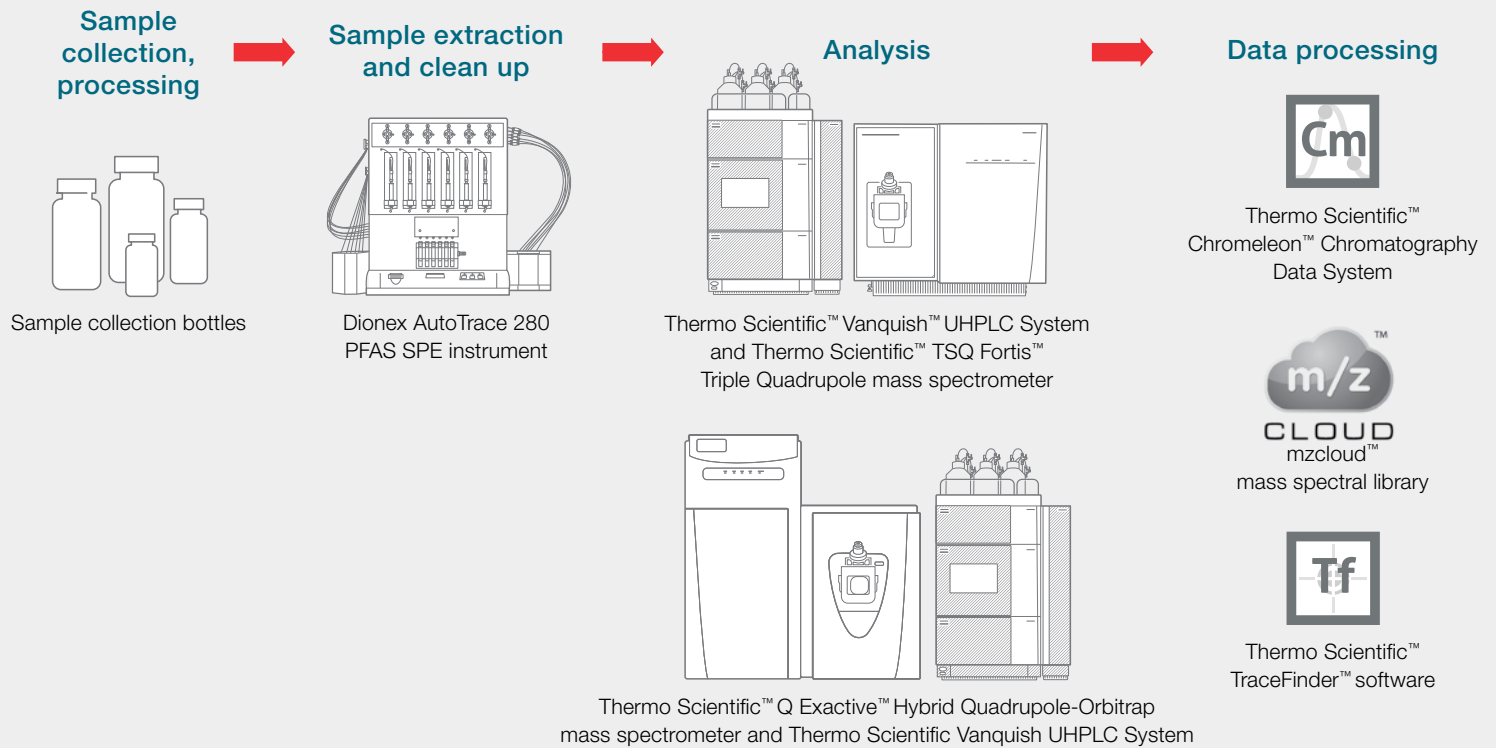 Sample
collection,
processing
Sample extraction
and clean up
Analysis
Data processing
Sample collection bottles
Dionex AutoTrace 280
PFAS SPE instrument
Thermo Scientific™ Vanquish™ UHPLC System
and Thermo Scientific™ TSQ Fortis™
Triple Quadrupole mass spectrometer
Thermo Scientific™ Q Exactive™ Hybrid Quadrupole-Orbitrap
mass spectrometer and Thermo Scientific Vanquish UHPLC System
Cm
Thermo Scientific™
Chromeleon™ Chromatography
Data System
m/z™
CLOUD
mzcloud™
mass spectral library
Tf
Thermo Scientific™
TraceFinder™ software